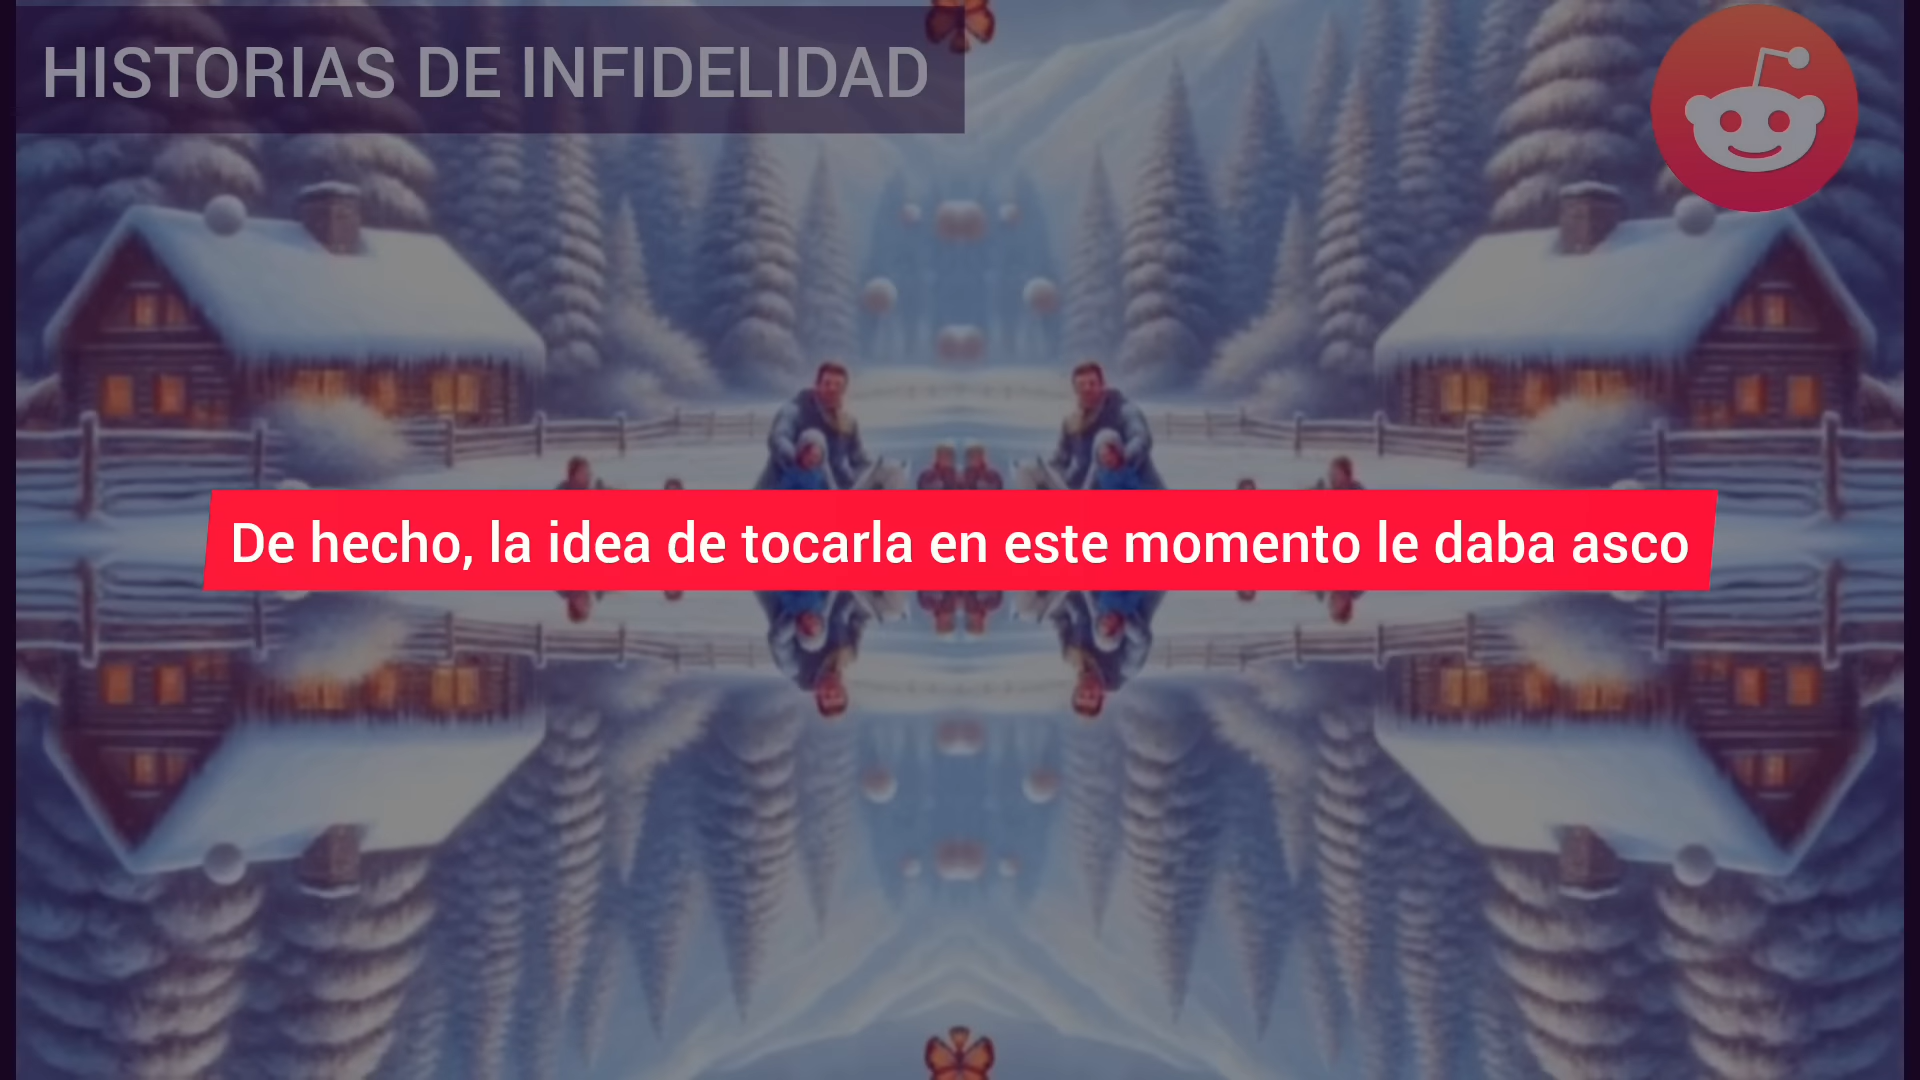 HISTORIAS DE INFIDELIDAD
De hecho, la idea de tocarla en este momento le daba asco